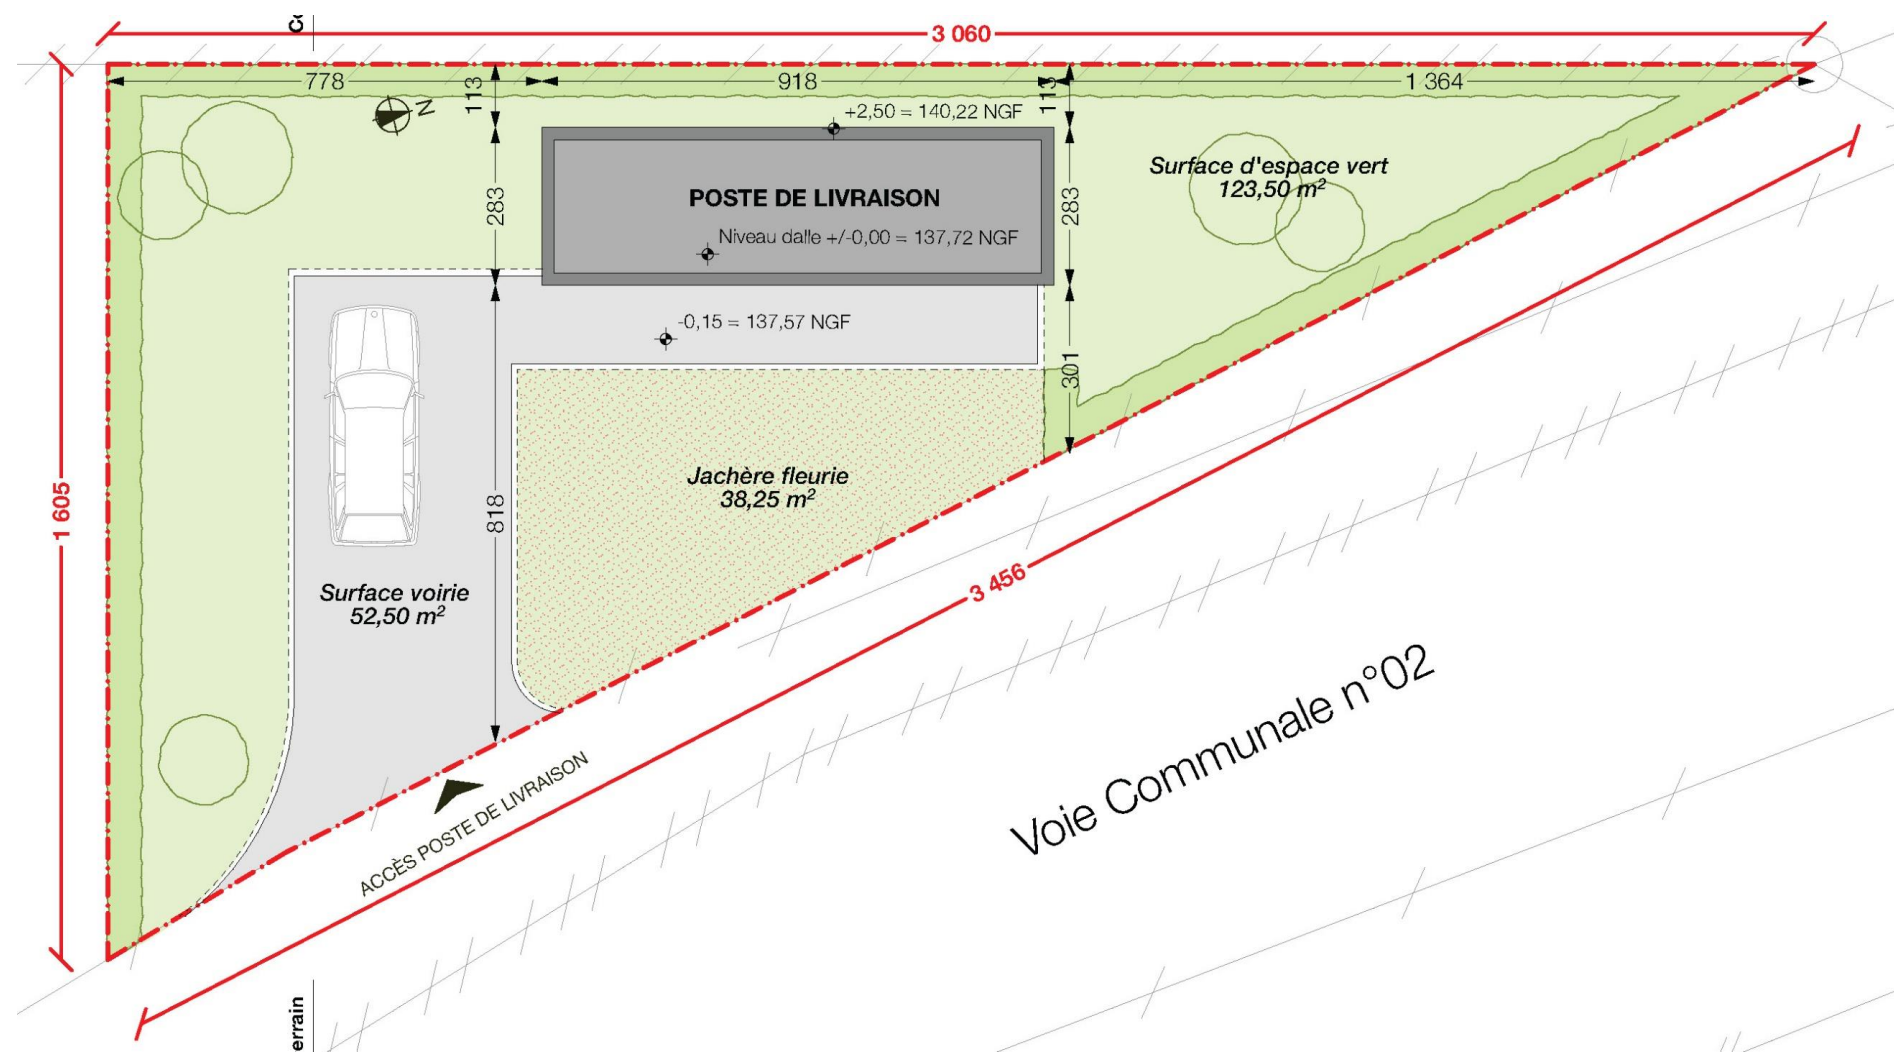 3 060
778
918
1 364
113
113
N
+2,50 = 140,22 NGF
Surface d'espace vert
123,50 m²
POSTE DE LIVRAISON
283
283
Niveau dalle +/-0,00 = 137,72 NGF
-0,15 = 137,57 NGF
301
Jachère fleurie
38,25 m²
818
1 605
Surface voirie
52,50 m²
3 456
Voie Communale n°02
ACCÈS POSTE DE LIVRAISON
errain